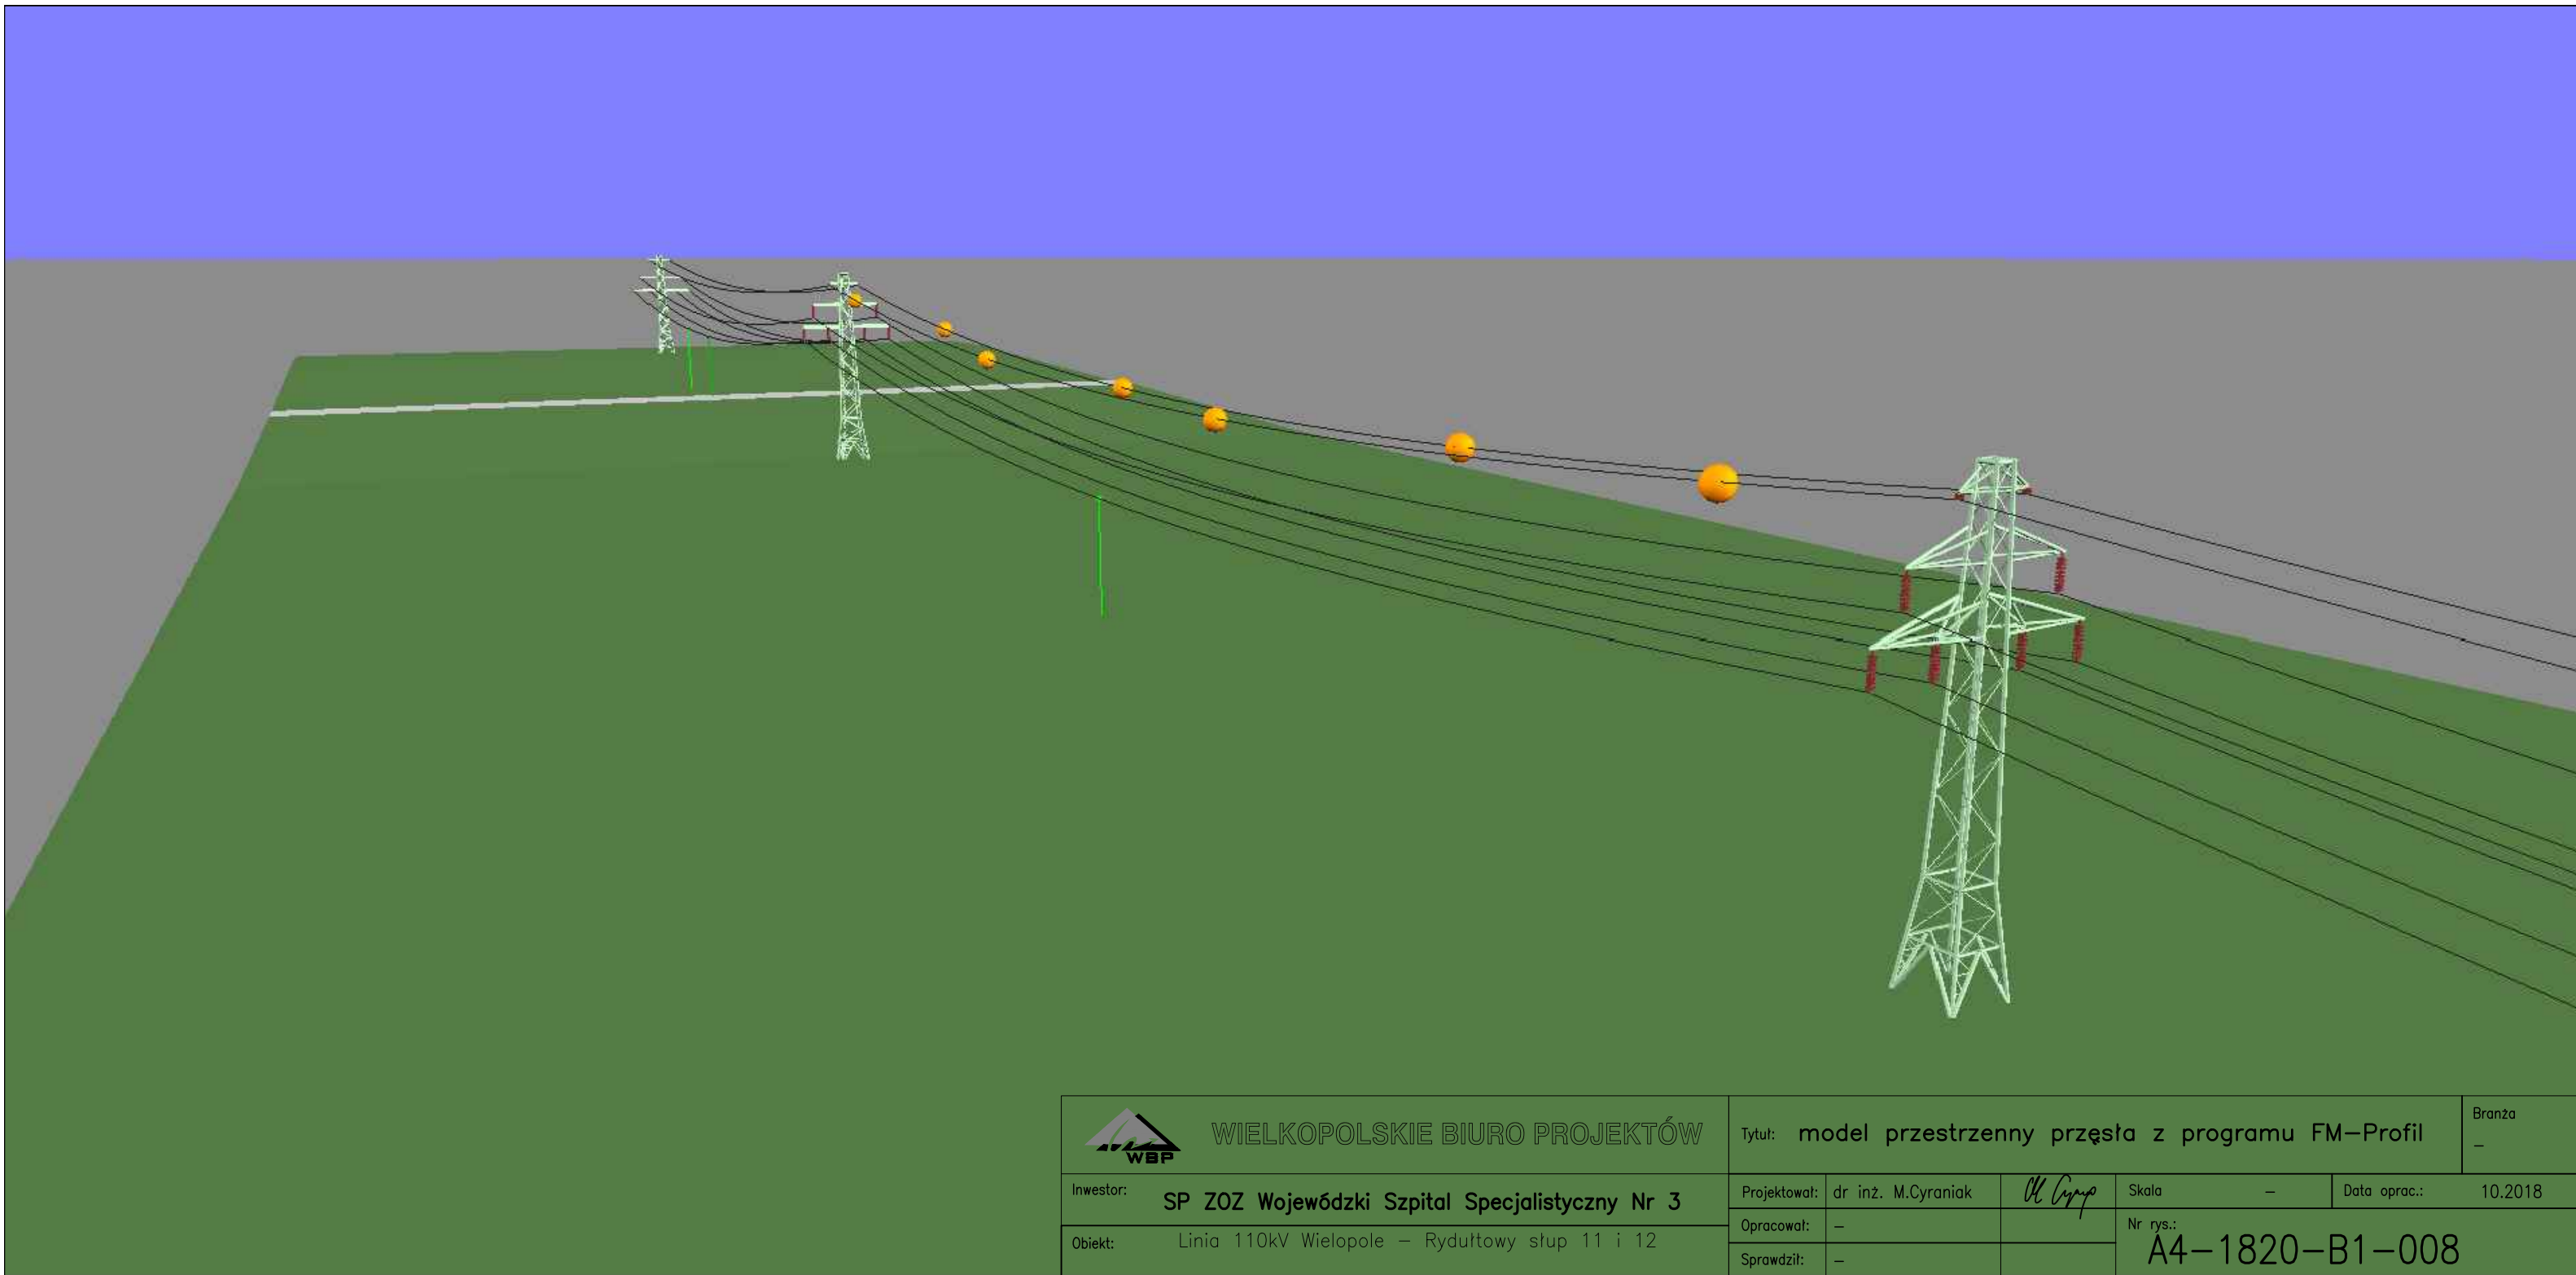 WBP
WIELKOPOLSKIE BIURO PROJEKTÓW
Inwestor: SP ZOZ Wojewódzki Szpital Specjalistyczny Nr 3
Obiekt: Linia 110kV Wielopole – Rydułtowy słup 11 i 12
Tytuł: model przestrzenny przęsła z programu FM–Profil
Branża
–
Projektował: dr inż. M.Cyraniak
Skala –
Data oprac.: 10.2018
Opracował: –
Sprawdził: –
Nr rys.:
A4–1820–B1–008